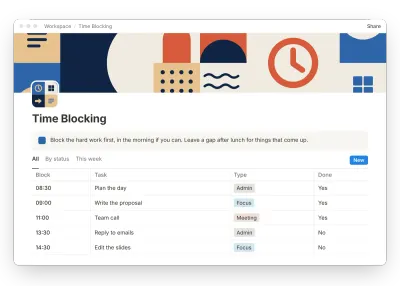 Workspace Time Blocking Share
Time Blocking
Block the hard work first, in the morning if you can. Leave a gap after lunch for things that come up.
All By status This week New
Block Task Type Done
08:30 Plan the day Admin Yes
09:00 Write the proposal Focus Yes
11:00 Team call Meeting Yes
13:30 Reply to emails Admin No
14:30 Edit the slides Focus No